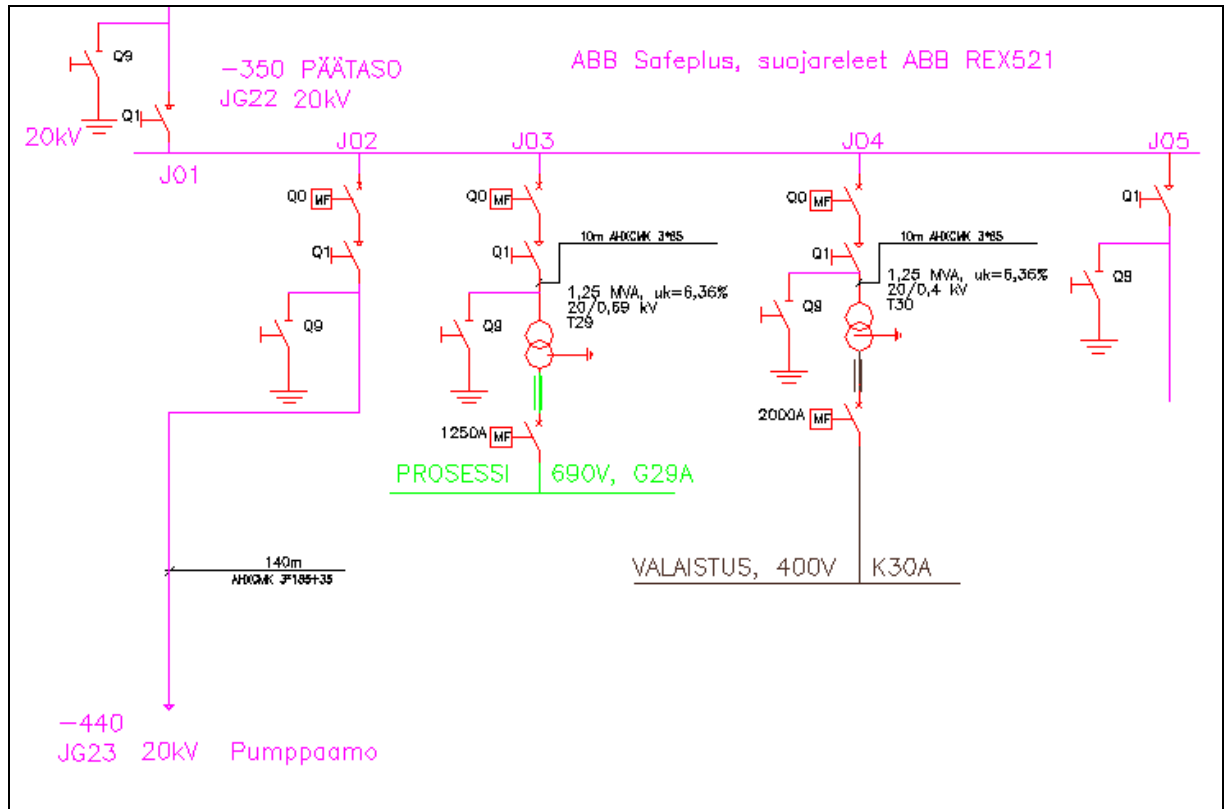 Q9
-350 PÄÄTASO
JG22 20kV
ABB Safeplus, suojareleet ABB REX521
Q1
20kV
J01
J02
J03
J04
J05
Q0 MF
Q0 MF
Q0 MF
Q1
Q1
Q1
Q1
10m AHXCMK 3*85
10m AHXCMK 3*85
1,25 MVA, uk=6,36%
20/0,69 kV
T29
1,25 MVA, uk=6,36%
20/0,4 kV
T30
Q9
Q9
Q9
Q9
1250A MF
2000A MF
PROSESSI 690V, G29A
VALAISTUS, 400V K30A
140m
AHXCMK 3*185+35
-440
JG23 20kV Pumppaamo